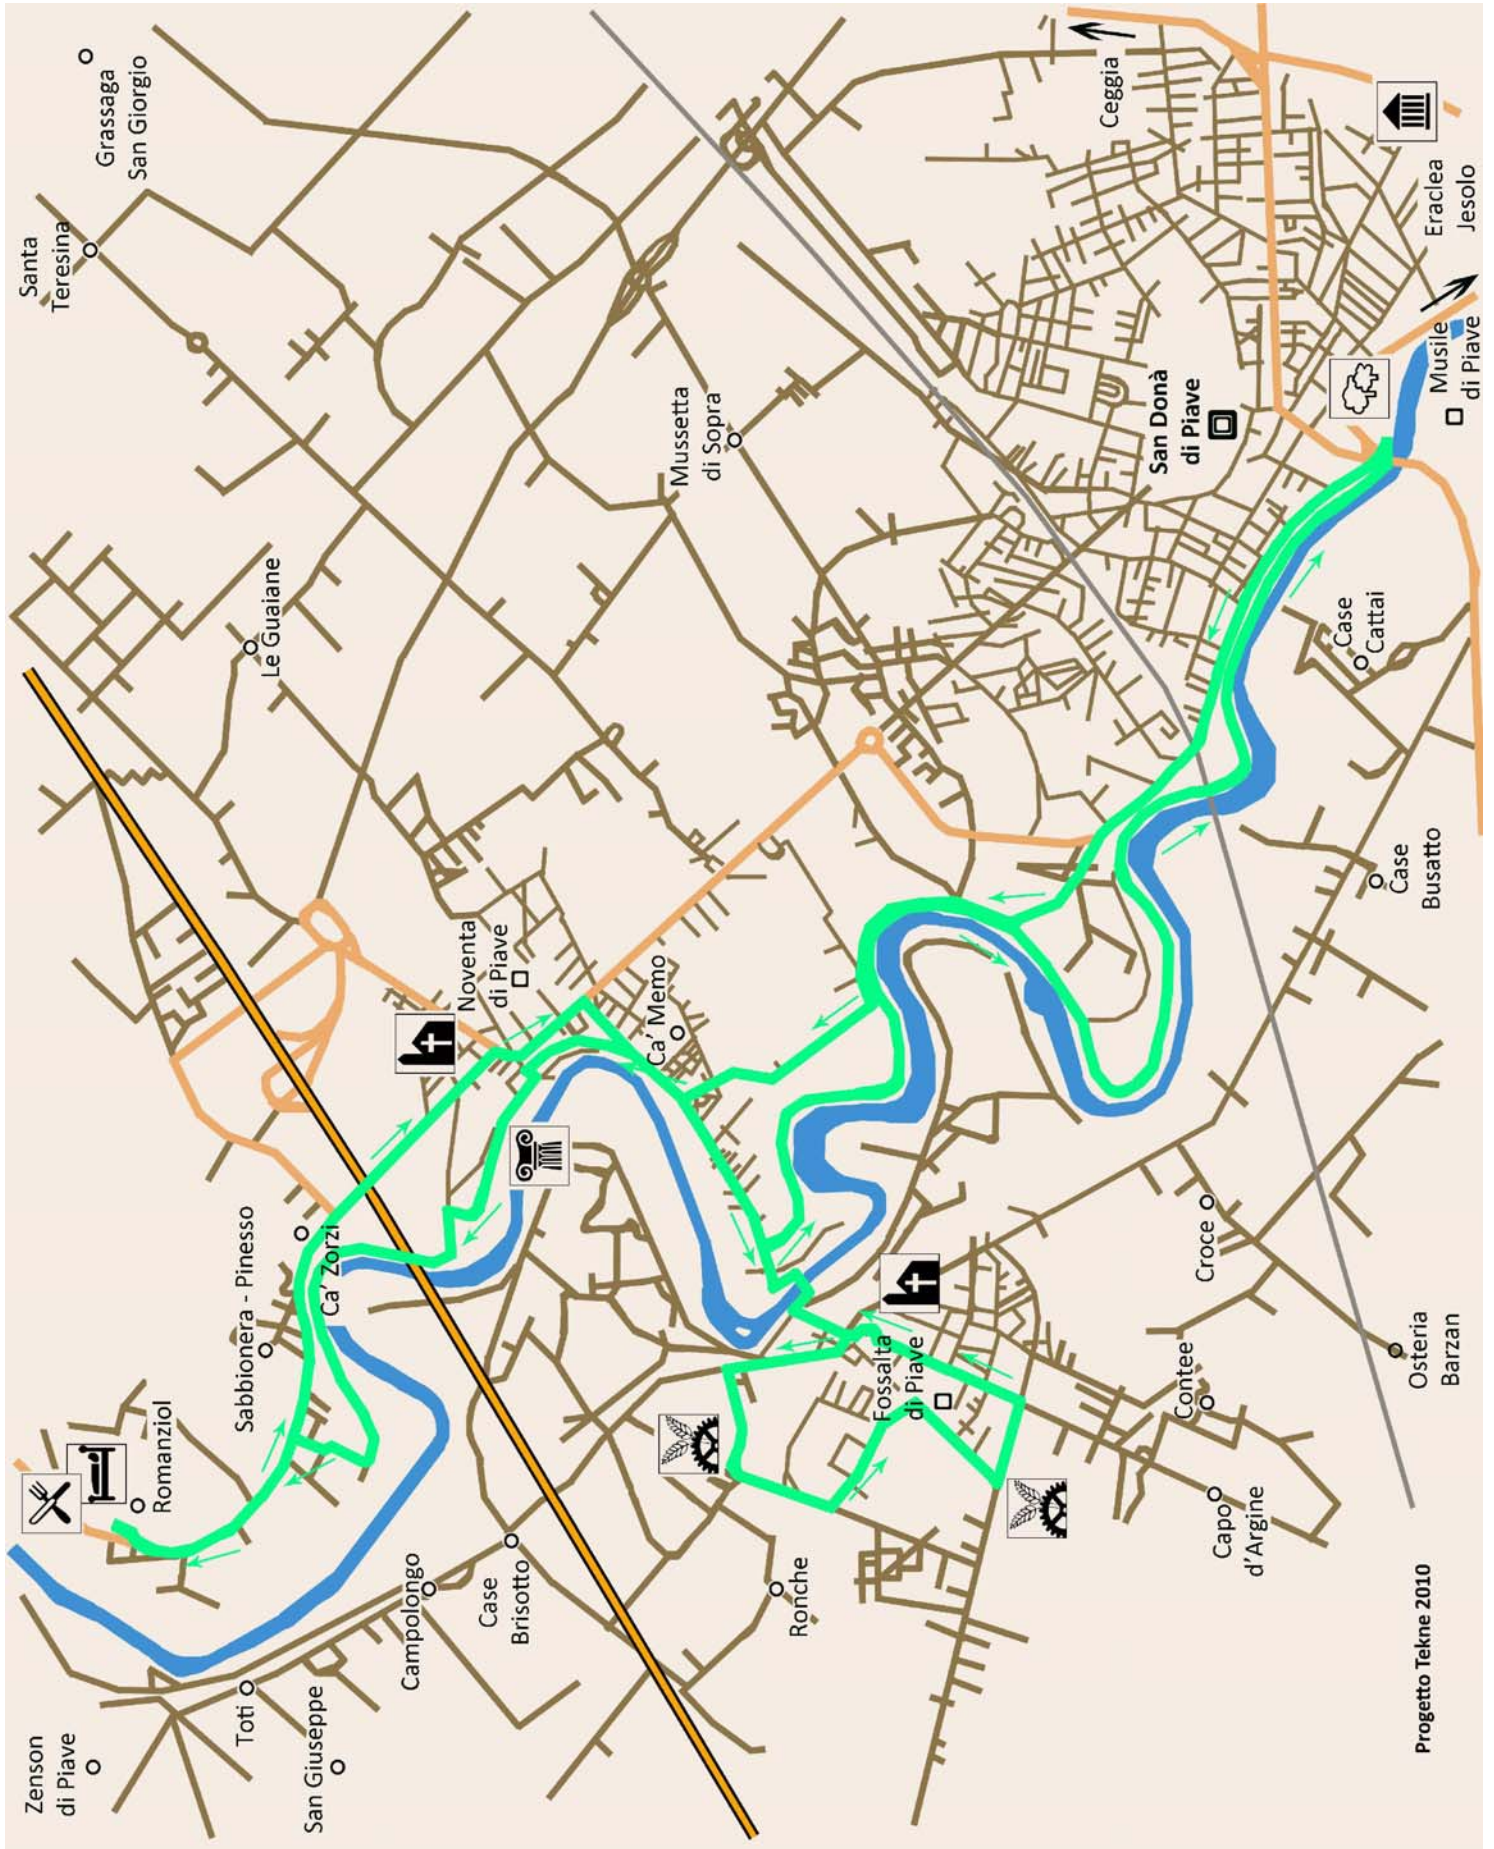 Zenson
di Piave
Toti
San Giuseppe
Campolongo
Case
Brisotto
Ronche
Romanziol
Sabbionera - Pineso
Ca' Zorzi
Noventa
di Piave
Ca' Memo
Fossalta
di Piave
Capo
d'Argine
Contee
Croce
Osteria
Barzan
Le Guaiane
Santa
Teresina
Grassaga
San Giorgio
Mussetta
di Sopra
San Donà
di Piave
Case
Cattai
Case
Busatto
Musile
di Piave
Ceggia
Eraclea
Jesolo
Progetto Tekne 2010